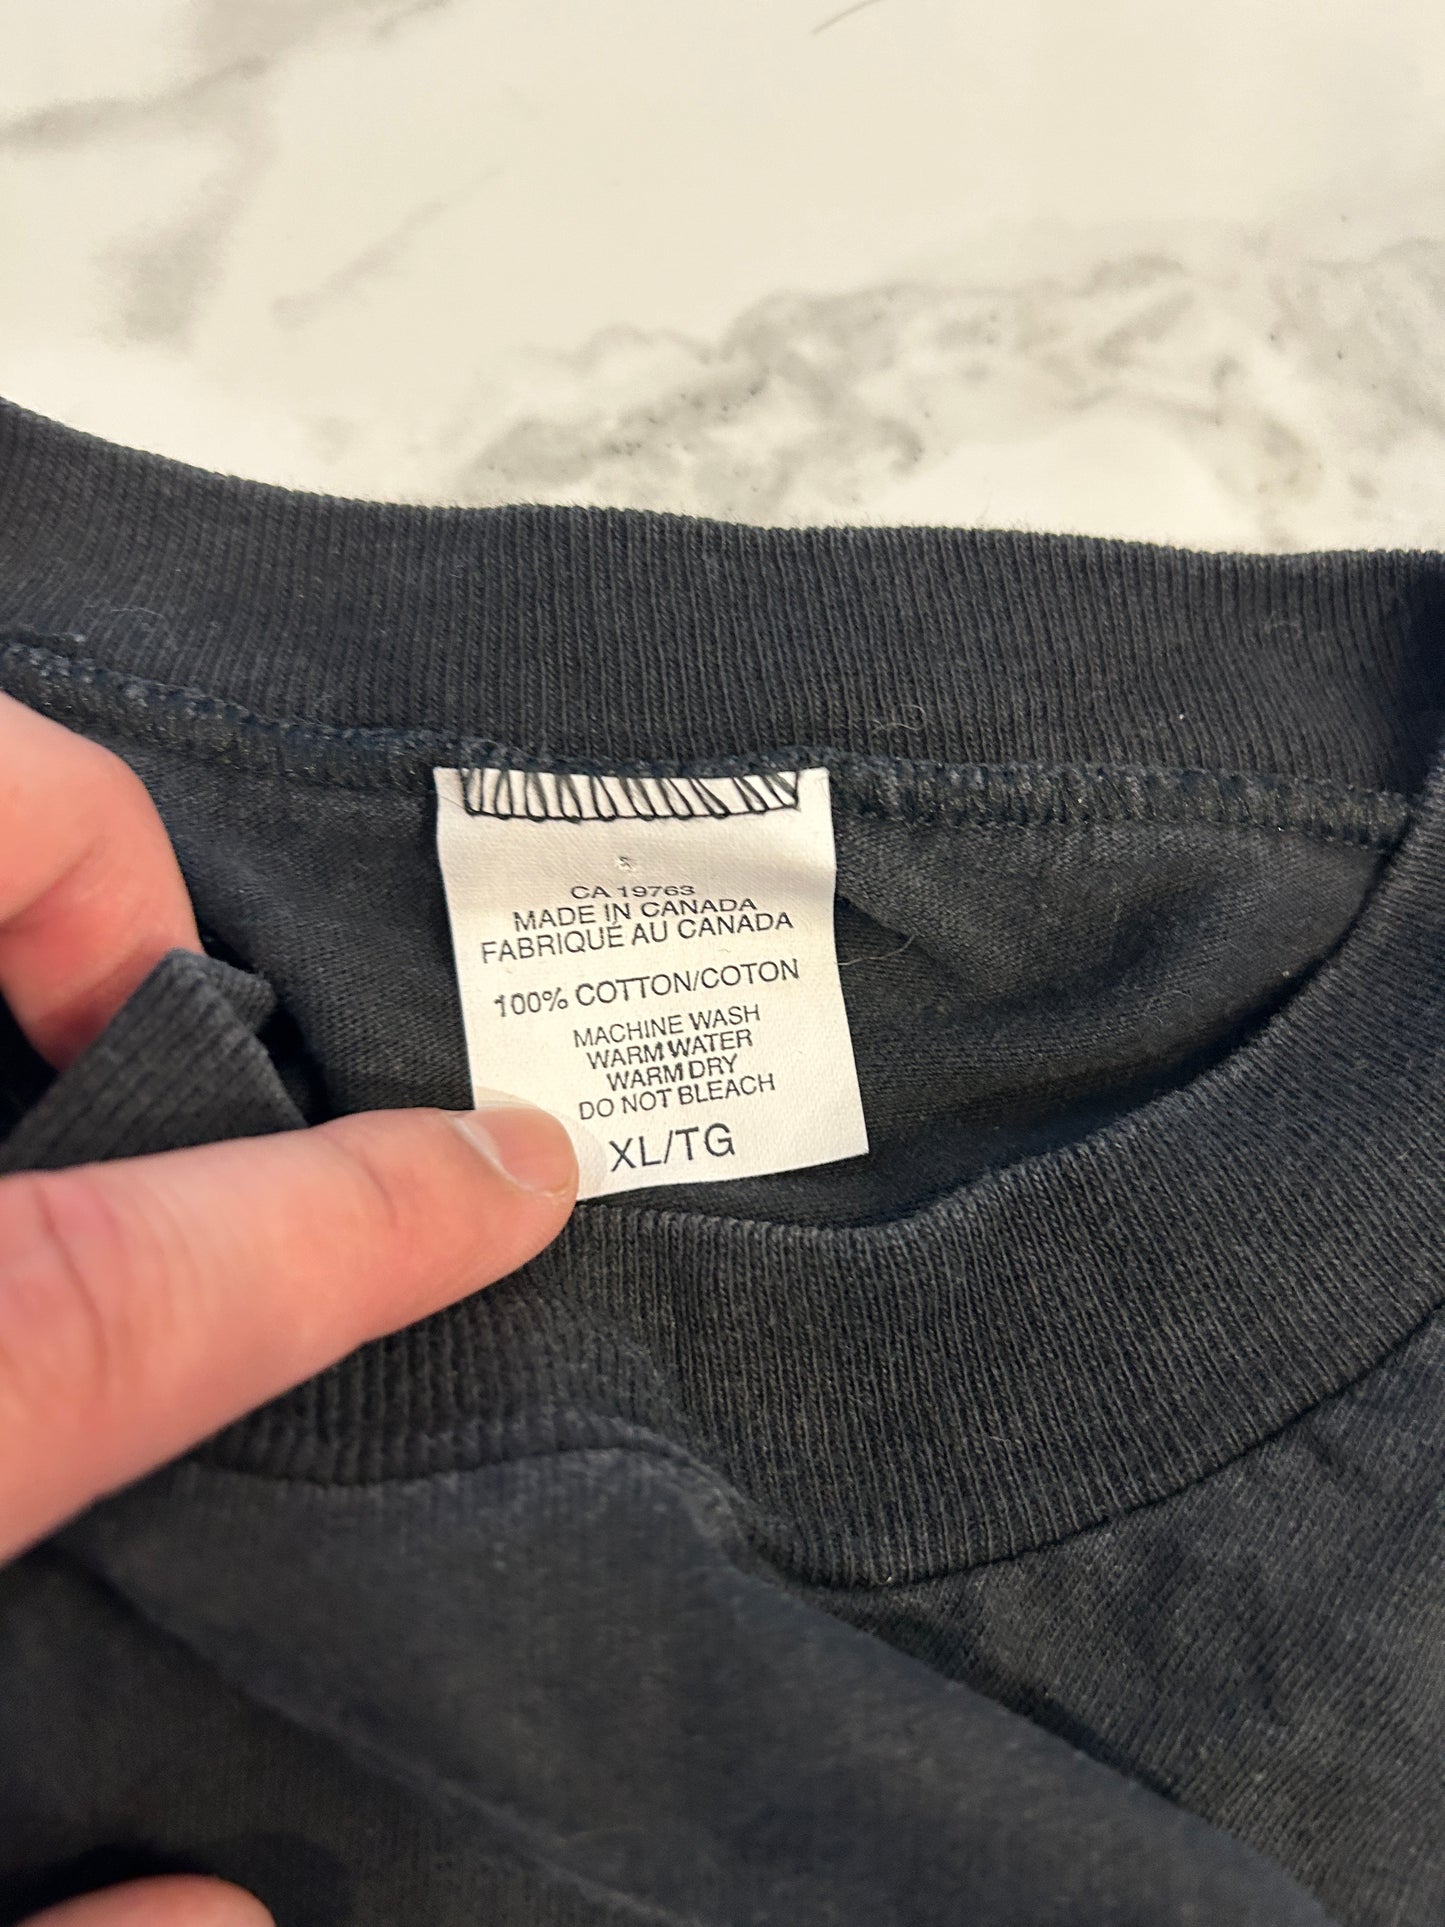 CA 19763
MADE IN CANADA
FABRIQUÉ AU CANADA
100% COTTON/COTON
MACHINE WASH
WARM WATER
WARM DRY
DO NOT BLEACH
XL/TG